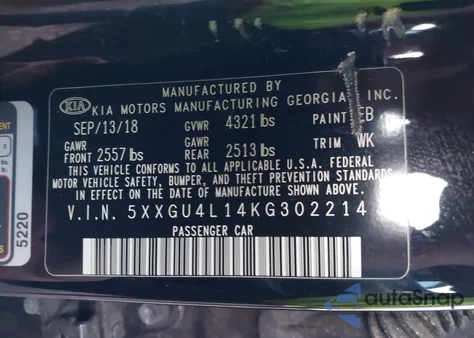 MANUFACTURED BY
KIA KIA MOTORS MANUFACTURING GEORGIA INC.
SEP/13/18 GVWR 4321 lbs PAINT EB
GAWR GAWR TRIM WK
FRONT 2557 lbs REAR 2513 lbs
THIS VEHICLE CONFORMS TO ALL APPLICABLE U.S.A. FEDERAL
MOTOR VEHICLE SAFETY, BUMPER, AND THEFT PREVENTION STANDARDS
IN EFFECT ON THE DATE OF MANUFACTURE SHOWN ABOVE.
V.I.N. 5XXGU4L14KG302214
PASSENGER CAR
5220
autoSnap